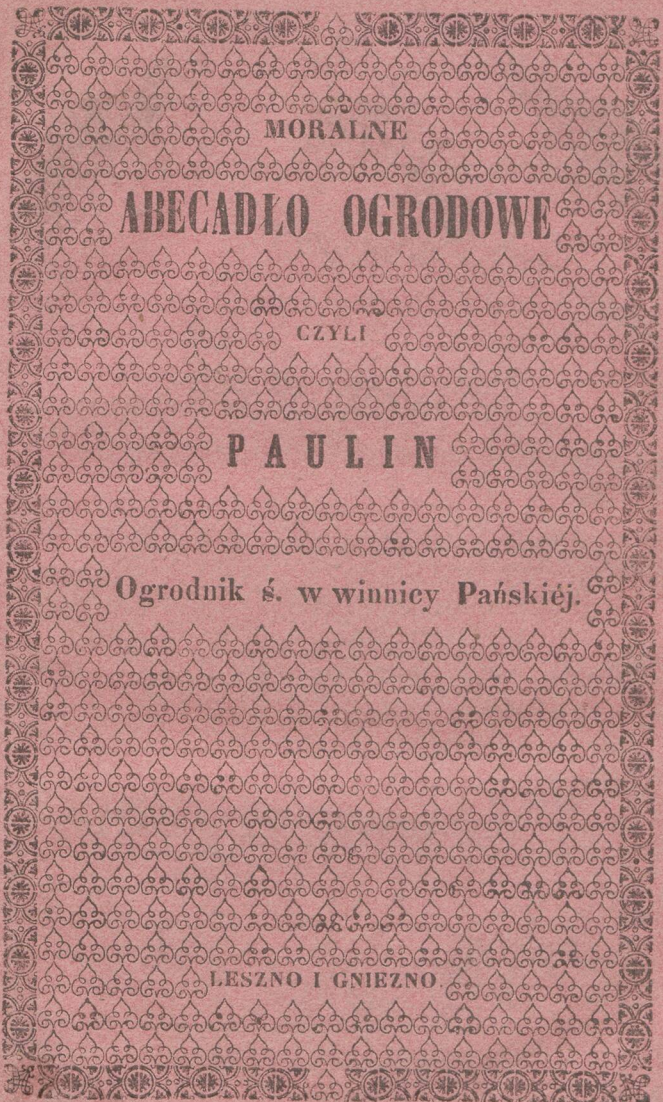 MORALNE
ABECADŁO OGRODOWE
CZYLI
PAULIN
Ogrodnik ś. w winnicy Pańskiéj.
LESZNO I GNIEZNO